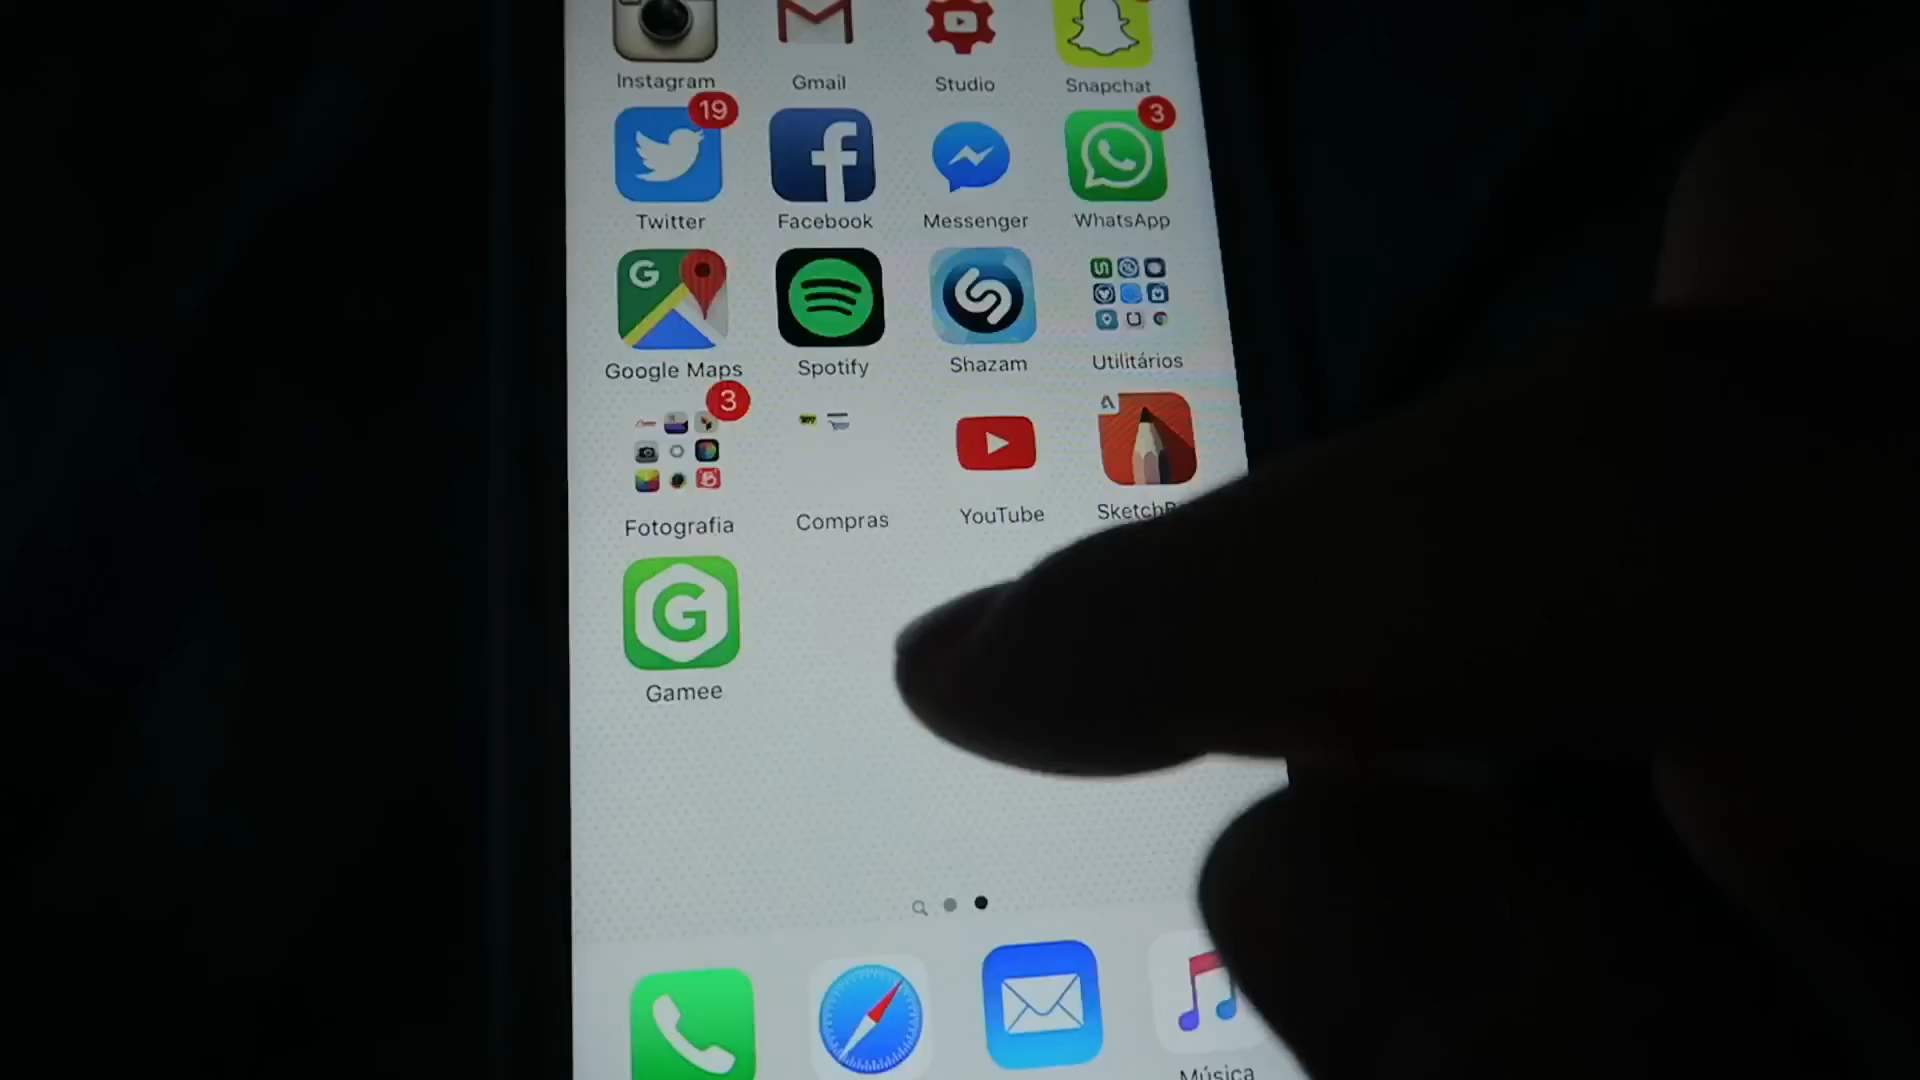 Instagram Gmail Studio Snapchat
19 3
Twitter Facebook Messenger WhatsApp
Google Maps Spotify Shazam Utilitários
3
Fotografia Compras YouTube
G
Gamee
Música